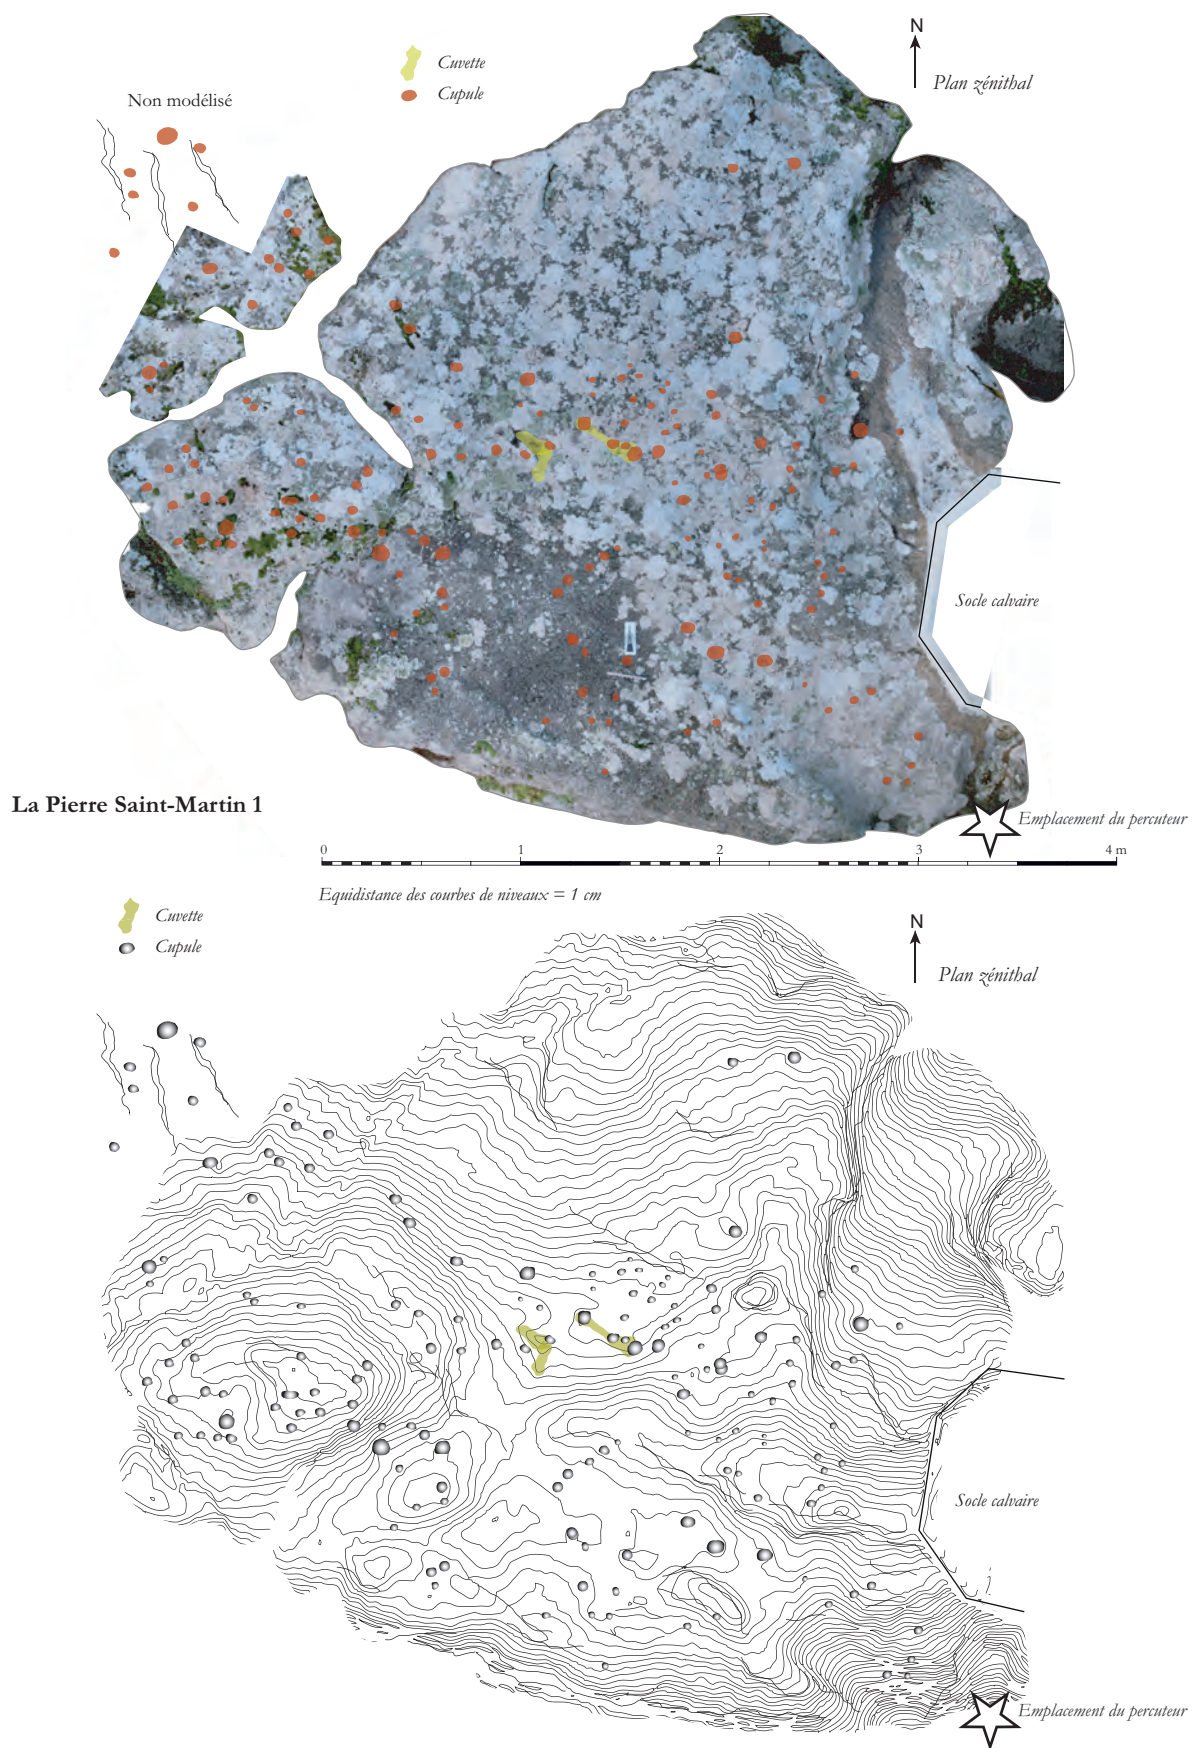 N
Cuvette
Plan zénithal
Cupule
Non modélisé
Socle calvaire
La Pierre Saint-Martin 1
Emplacement du percuteur
0 1 2 3 4 m
Equidistance des courbes de niveaux = 1 cm
Cuvette
N
Cupule
Plan zénithal
Socle calvaire
Emplacement du percuteur